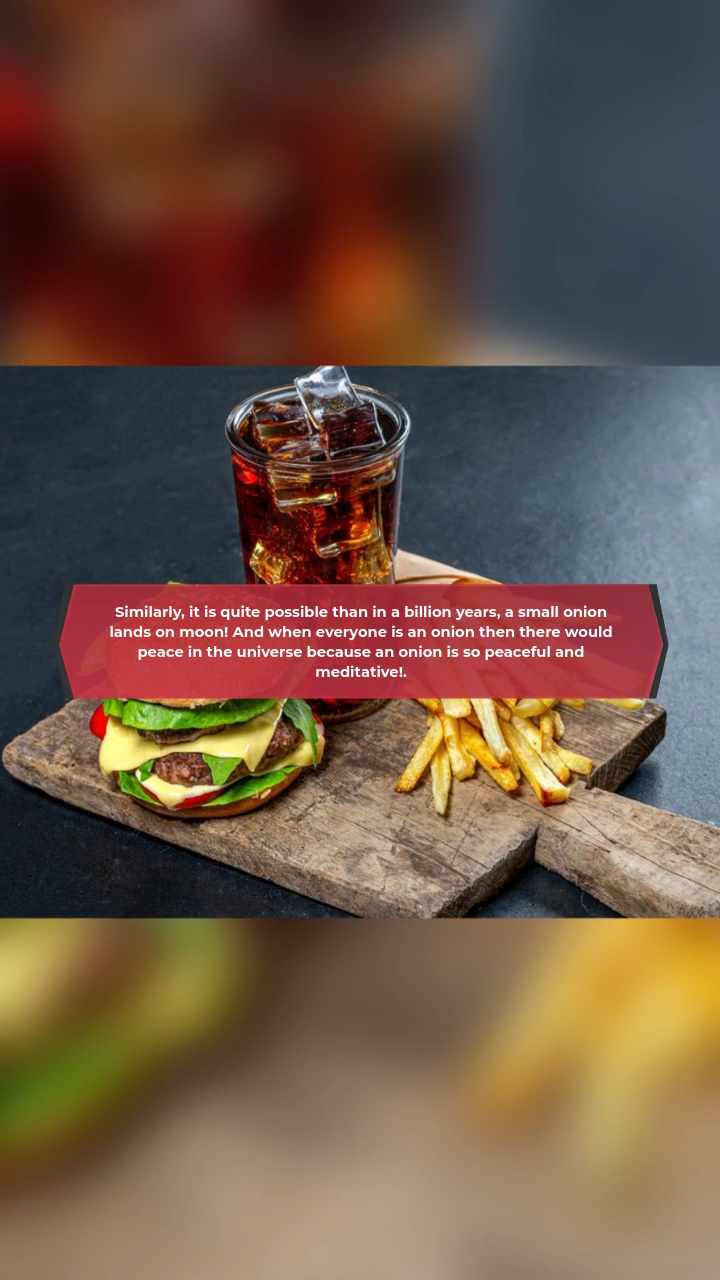 Similarly, it is quite possible than in a billion years, a small onion
lands on moon! And when everyone is an onion then there would
peace in the universe because an onion is so peaceful and
meditative!.